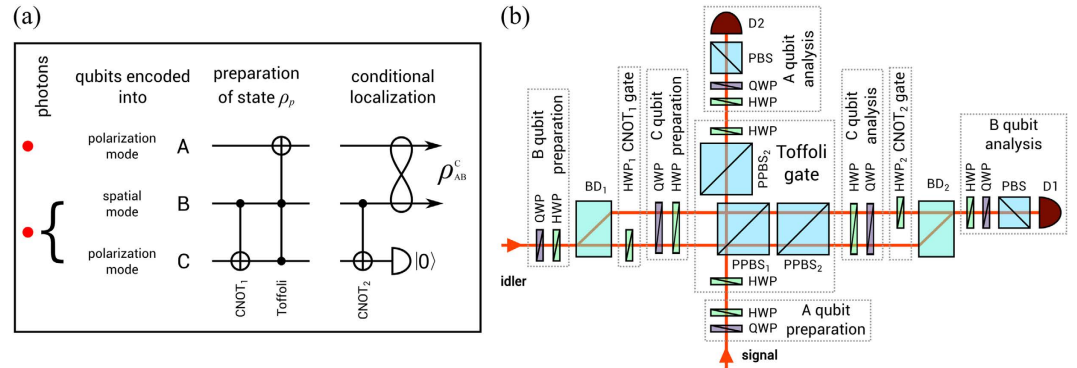 (a)
photons
qubits encoded
into
preparation
of state ρp
conditional
localization
polarization
mode
A
spatial
mode
B
polarization
mode
C
CNOT1
Toffoli
CNOT2
|0⟩
ρ C AB
(b)
D2
PBS
QWP
HWP
A qubit
analysis
B qubit
preparation
QWP
HWP
BD1
CNOT1 gate
HWP1
C qubit
preparation
QWP
HWP
HWP
PPBS2
Toffoli
gate
PPBS1
PPBS2
HWP
C qubit
analysis
HWP
QWP
CNOT2 gate
HWP2
BD2
B qubit
analysis
HWP
QWP
PBS
D1
idler
HWP
QWP
A qubit
preparation
signal